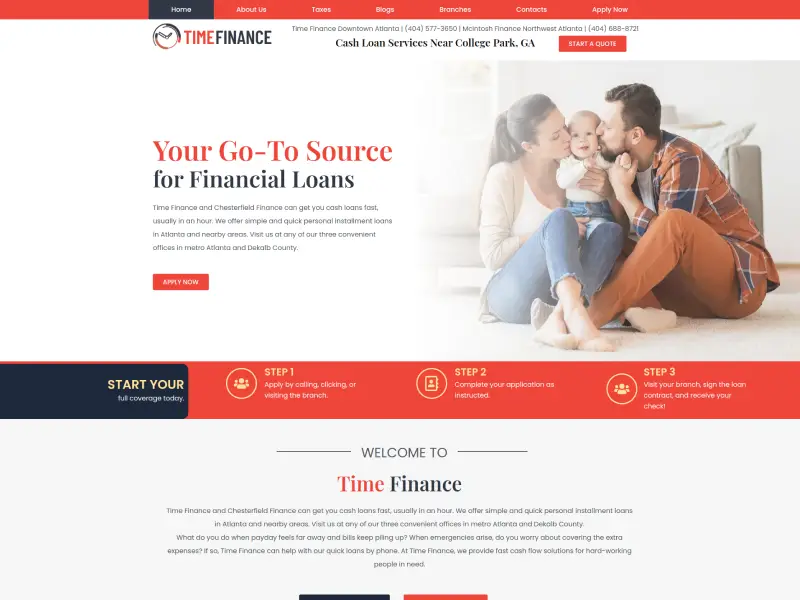 Home About Us Taxes Blogs Branches Contacts Apply Now
TIMEFINANCE
Time Finance Downtown Atlanta | (404) 577-3650 | Mcintosh Finance Northwest Atlanta | (404) 688-8721
Cash Loan Services Near College Park, GA
START A QUOTE
Your Go-To Source
for Financial Loans
Time Finance and Chesterfield Finance can get you cash loans fast,
usually in an hour. We offer simple and quick personal installment loans
in Atlanta and nearby areas. Visit us at any of our three convenient
offices in metro Atlanta and Dekalb County.
APPLY NOW
START YOUR
full coverage today.
STEP 1
Apply by calling, clicking, or
visiting the branch.
STEP 2
Complete your application as
instructed.
STEP 3
Visit your branch, sign the loan
contract, and receive your
check!
WELCOME TO
Time Finance
Time Finance and Chesterfield Finance can get you cash loans fast, usually in an hour. We offer simple and quick personal installment loans
in Atlanta and nearby areas. Visit us at any of our three convenient offices in metro Atlanta and Dekalb County.
What do you do when payday feels far away and bills keep piling up? When emergencies arise, do you worry about covering the extra
expenses? If so, Time Finance can help with our quick loans by phone. At Time Finance, we provide fast cash flow solutions for hard-working
people in need.